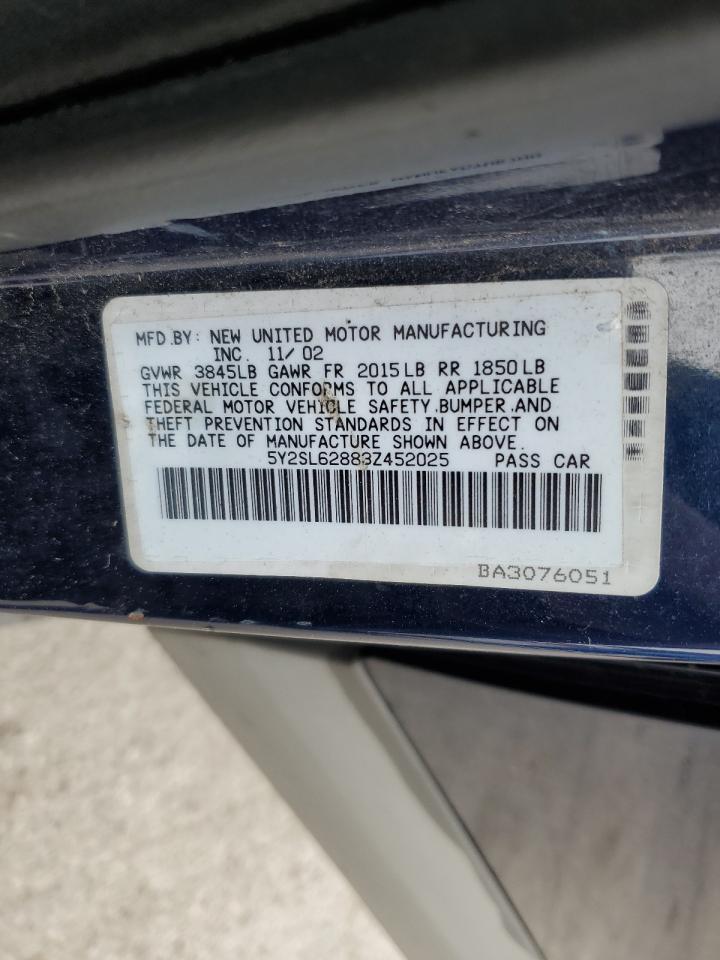 MFD.BY: NEW UNITED MOTOR MANUFACTURING
INC. 11/02
GVWR 3845LB GAWR FR 2015LB RR 1850LB
THIS VEHICLE CONFORMS TO ALL APPLICABLE
FEDERAL MOTOR VEHICLE SAFETY.BUMPER.AND
THEFT PREVENTION STANDARDS IN EFFECT ON
THE DATE OF MANUFACTURE SHOWN ABOVE.
5Y2SL62883Z452025 PASS CAR
BA3076051